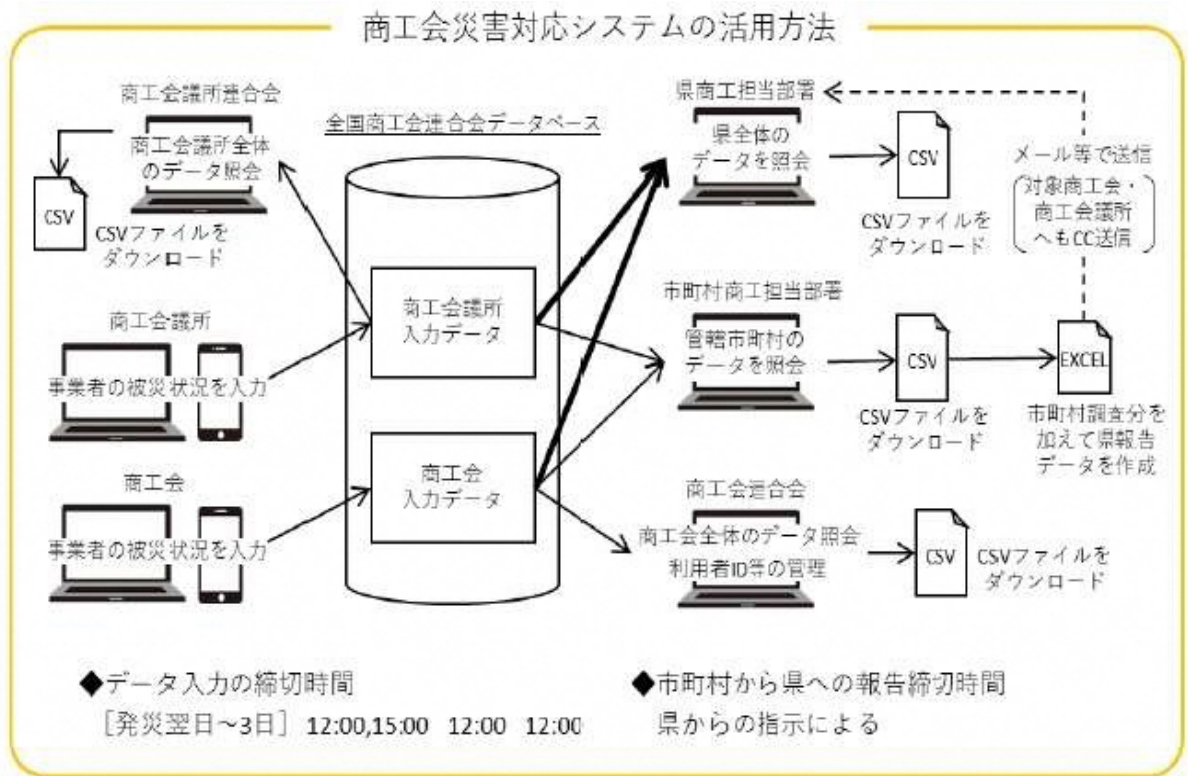 商工会災害対応システムの活用方法
商工会議所連合会
商工会議所全体
のデータ照会
CSV
CSVファイルを
ダウンロード
商工会議所
事業者の被災状況を入力
商工会
事業者の被災状況を入力
全国商工会連合会データベース
商工会議所
入力データ
商工会
入力データ
県商工担当部署
県全体の
データを照会
CSV
CSVファイルを
ダウンロード
メール等で送信
対象商工会・
商工会議所
へもCC送信
市町村商工担当部署
管轄市町村の
データを照会
CSV
CSVファイルを
ダウンロード
EXCEL
市町村調査分を
加えて県報告
データを作成
商工会連合会
商工会全体のデータ照会
利用者ID等の管理
CSV
CSVファイルを
ダウンロード
◆データ入力の締切時間
［発災翌日～3日］ 12:00,15:00 12:00 12:00
◆市町村から県への報告締切時間
県からの指示による